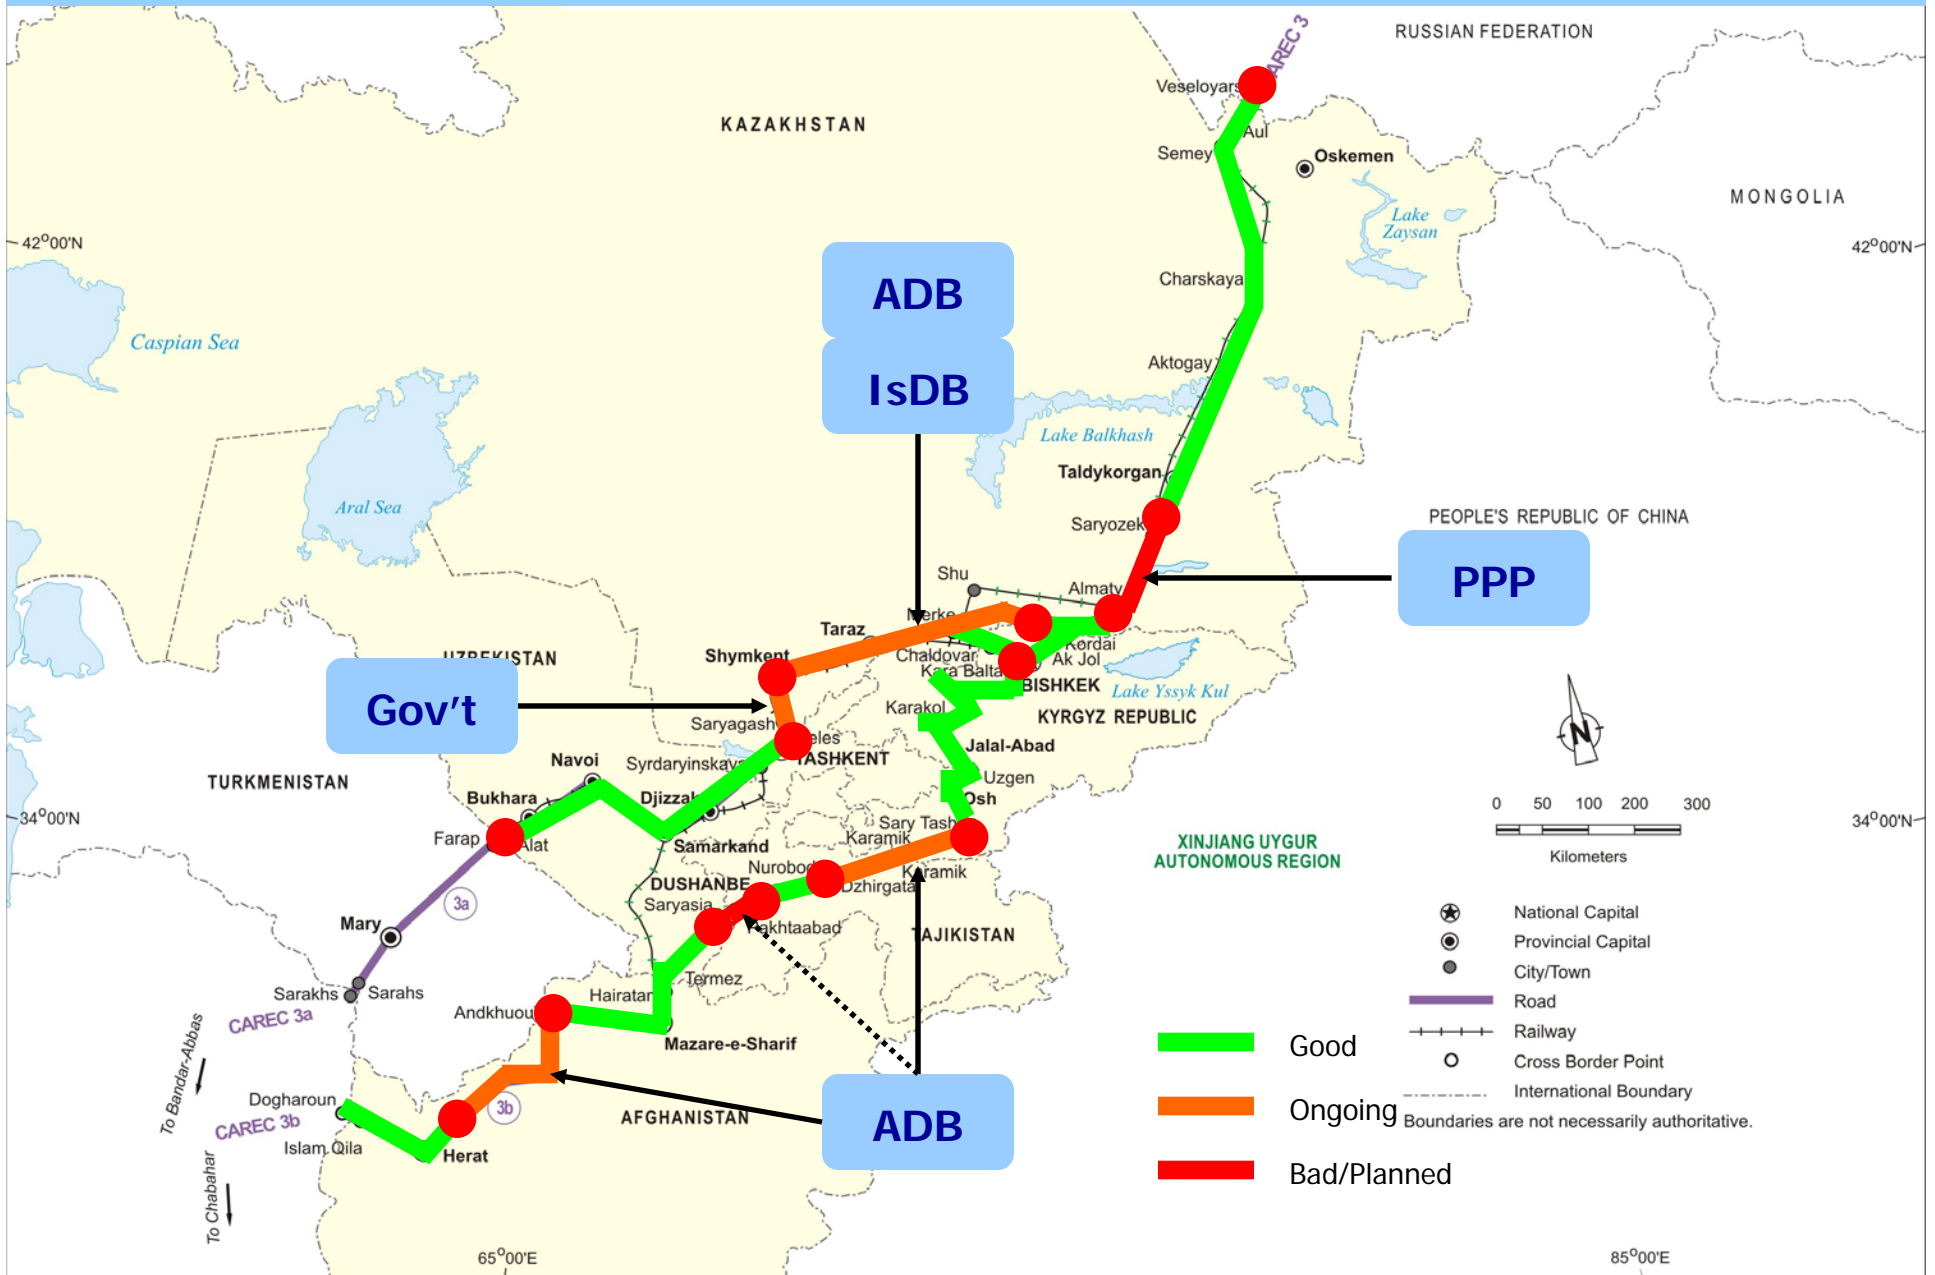 AREC 3
RUSSIAN FEDERATION
Veseloyars
KAZAKHSTAN
Aul
Semey
Oskemen
MONGOLIA
Lake
Zaysan
42°00'N
42°00'N
Charskaya
ADB
Caspian Sea
Aktogay
IsDB
Lake Balkhash
Taldykorgan
Aral Sea
Saryozek
PEOPLE'S REPUBLIC OF CHINA
PPP
Shu
Almaty
Merke
Taraz
Kordai
Shymkent
Chaldovar
Ak Jol
UZBEKISTAN
Kara Balta
BISHKEK
Lake Yssyk Kul
Gov't
Karakol
KYRGYZ REPUBLIC
N
Saryagash
eles
Jalal-Abad
TASHKENT
Navoi
Syrdaryinskaya
Uzgen
TURKMENISTAN
Bukhara
Djizzak
Osh
0 50 100 200 300
34°00'N
34°00'N
Sary Tash
Farap
Alat
Karamik
Samarkand
XINJIANG UYGUR
AUTONOMOUS REGION
Kilometers
Nurobod
Karamik
DUSHANBE
Dzhirgatal
Saryasia
3a
National Capital
Mary
Pakhtaabad
TAJIKISTAN
Provincial Capital
City/Town
Termez
Sarakhs
Sarahs
Hairatan
Road
CAREC 3a
Andkhuou
Railway
Mazare-e-Sharif
Good
Cross Border Point
To Bandar-Abbas
International Boundary
Dogharoun
3b
Ongoing
CAREC 3b
AFGHANISTAN
ADB
Boundaries are not necessarily authoritative.
Islam Qila
Herat
Bad/Planned
To Chabahar
65°00'E
85°00'E